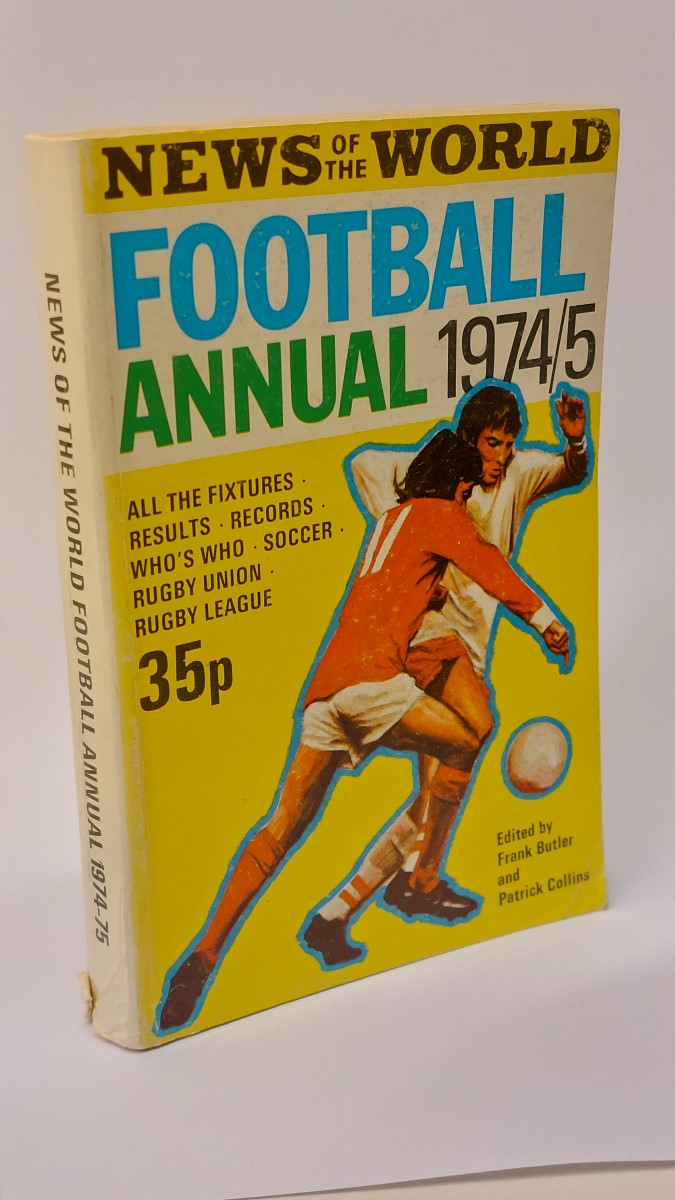 NEWS OF THE WORLD
FOOTBALL
ANNUAL 1974/5
ALL THE FIXTURES ·
RESULTS · RECORDS ·
WHO'S WHO · SOCCER ·
RUGBY UNION ·
RUGBY LEAGUE
35p
11
Edited by
Frank Butler
and
Patrick Collins
NEWS OF THE WORLD FOOTBALL ANNUAL 1974-75